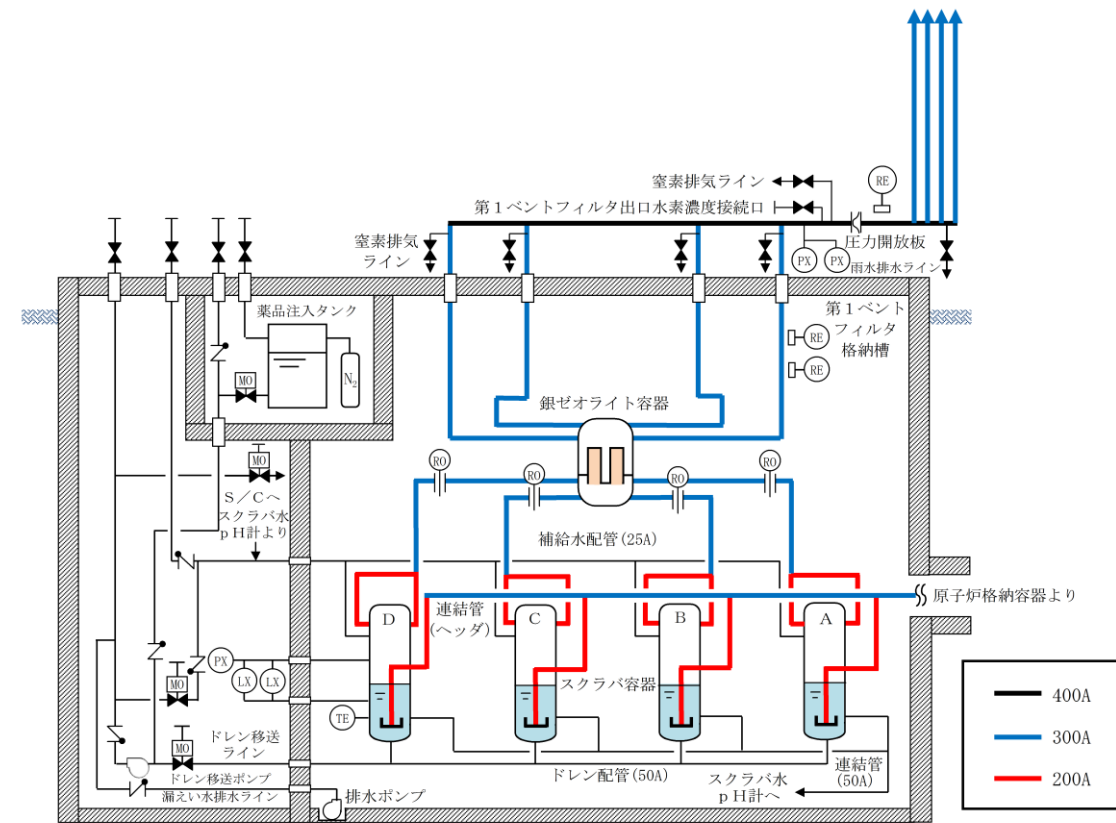 窒素排気ライン
RE
第１ベントフィルタ出口水素濃度接続口
窒素排気
ライン
圧力開放板
PX
PX
雨水排水ライン
薬品注入タンク
第１ベント
フィルタ
格納槽
RE
RE
MO
N₂
銀ゼオライト容器
MO
RO
RO
RO
RO
S／Cへ
スクラバ水
ｐH計より
補給水配管(25A)
連結管
(ヘッダ)
原子炉格納容器より
D
C
B
A
PX
LX
LX
MO
スクラバ容器
TE
MO
ドレン移送
ライン
ドレン移送ポンプ
漏えい水排水ライン
排水ポンプ
ドレン配管(50A)
スクラバ水
ｐH計へ
連結管
(50A)
400A
300A
200A